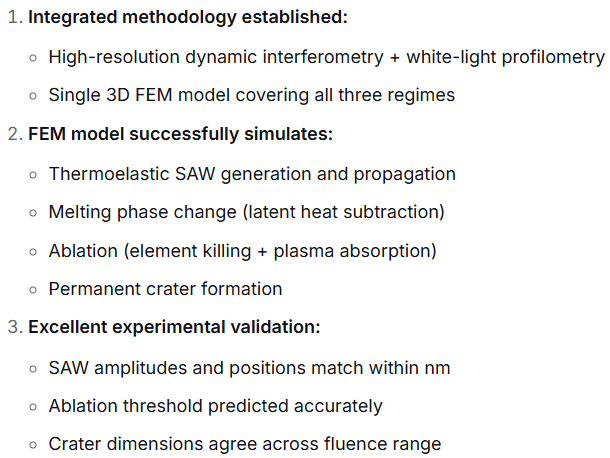 1. Integrated methodology established:
○ High-resolution dynamic interferometry + white-light profilometry
○ Single 3D FEM model covering all three regimes
2. FEM model successfully simulates:
○ Thermoelastic SAW generation and propagation
○ Melting phase change (latent heat subtraction)
○ Ablation (element killing + plasma absorption)
○ Permanent crater formation
3. Excellent experimental validation:
○ SAW amplitudes and positions match within nm
○ Ablation threshold predicted accurately
○ Crater dimensions agree across fluence range